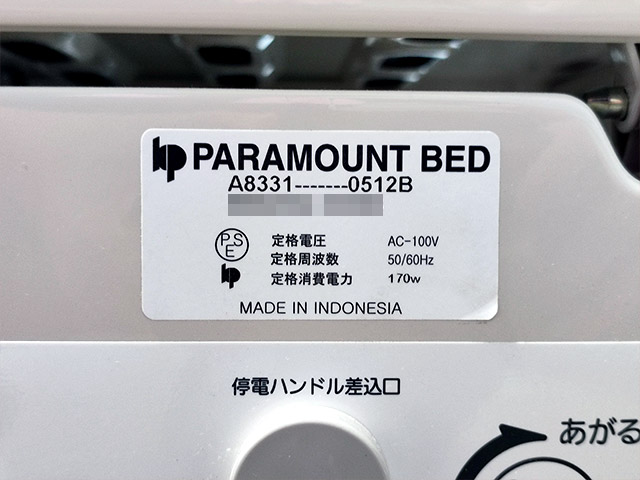 PARAMOUNT BED
A8331-------0512B
PSE 定格電圧 AC-100V
定格周波数 50/60Hz
定格消費電力 170w
MADE IN INDONESIA
停電ハンドル差込口
あがる